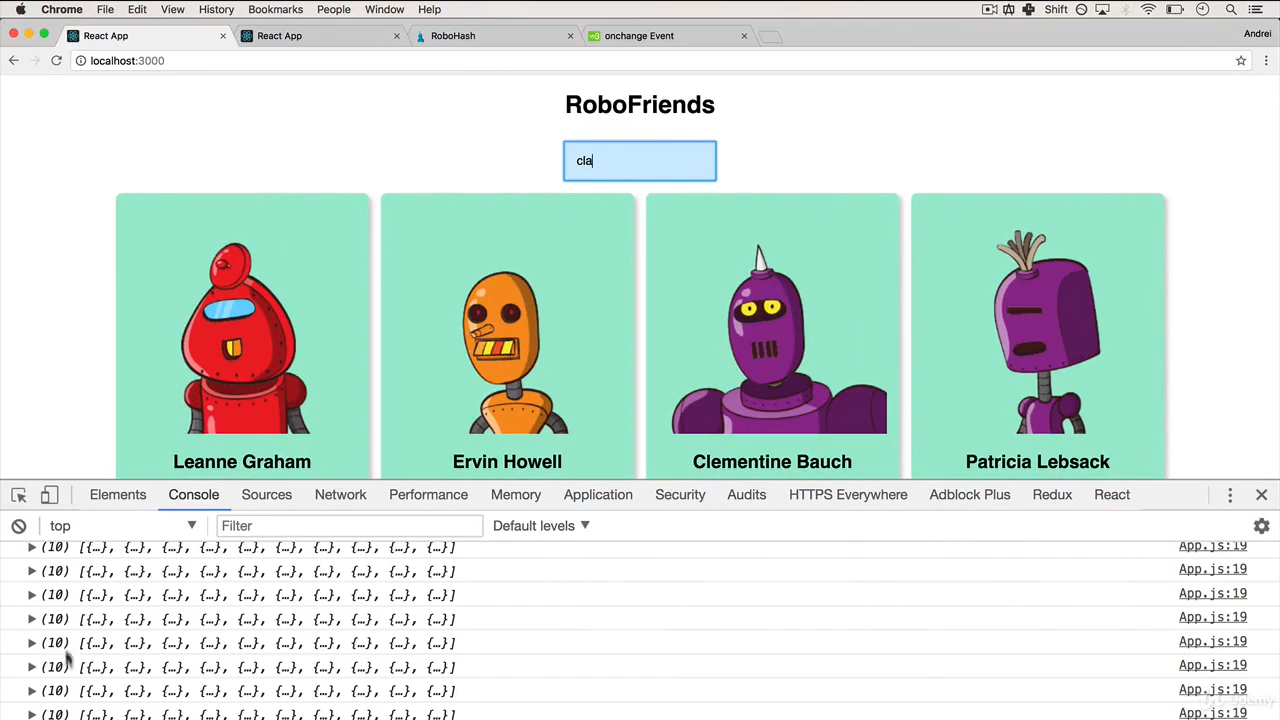 Chrome File Edit View History Bookmarks People Window Help Shift
React App React App RoboHash onchange Event Andrei
localhost:3000
RoboFriends
cla
Leanne Graham Ervin Howell Clementine Bauch Patricia Lebsack
Elements Console Sources Network Performance Memory Application Security Audits HTTPS Everywhere Adblock Plus Redux React
top Filter Default levels
(10) [{…}, {…}, {…}, {…}, {…}, {…}, {…}, {…}, {…}, {…}] App.js:19
(10) [{…}, {…}, {…}, {…}, {…}, {…}, {…}, {…}, {…}, {…}] App.js:19
(10) [{…}, {…}, {…}, {…}, {…}, {…}, {…}, {…}, {…}, {…}] App.js:19
(10) [{…}, {…}, {…}, {…}, {…}, {…}, {…}, {…}, {…}, {…}] App.js:19
(10) [{…}, {…}, {…}, {…}, {…}, {…}, {…}, {…}, {…}, {…}] App.js:19
(10) [{…}, {…}, {…}, {…}, {…}, {…}, {…}, {…}, {…}, {…}] App.js:19
(10) [{…}, {…}, {…}, {…}, {…}, {…}, {…}, {…}, {…}, {…}] App.js:19
(10) [{…}, {…}, {…}, {…}, {…}, {…}, {…}, {…}, {…}, {…}] App.js:19